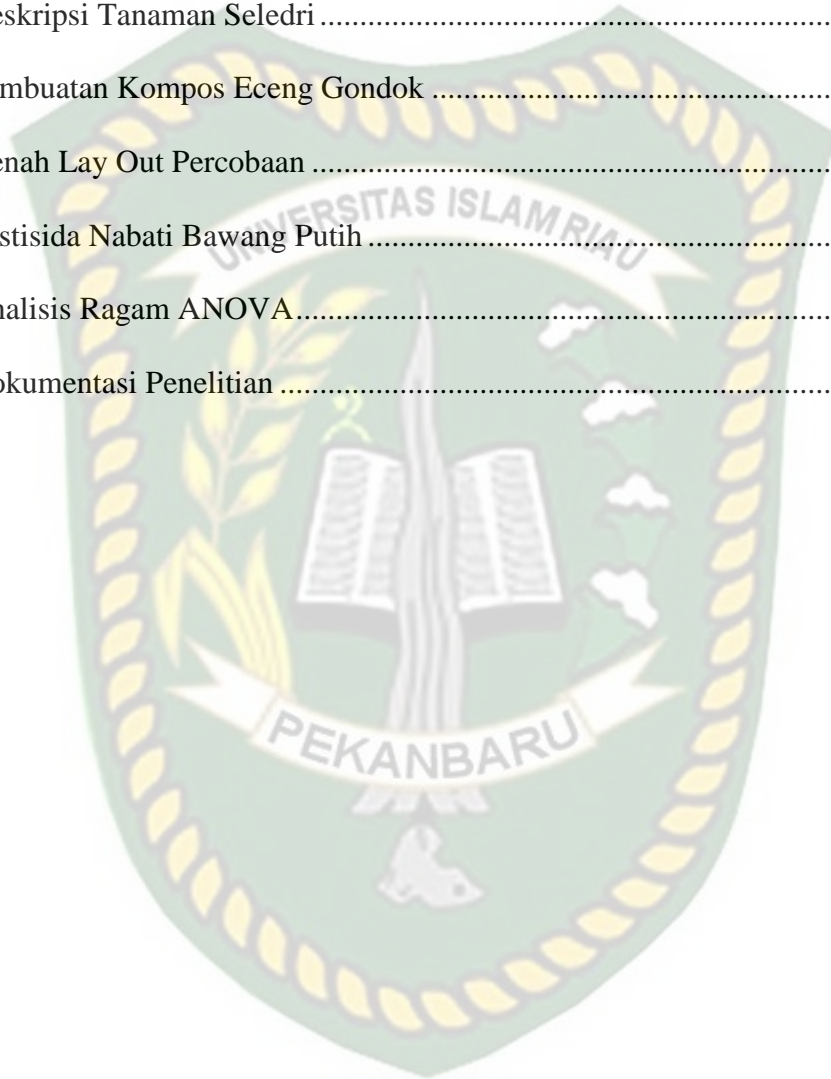 eskripsi Tanaman Seledri ........................................................
mbuatan Kompos Eceng Gondok ............................................
enah Lay Out Percobaan .........................................................
UNIVERSITAS ISLAM RIAU
stisida Nabati Bawang Putih ..................................................
nalisis Ragam ANOVA...........................................................
okumentasi Penelitian ............................................................
PEKANBARU